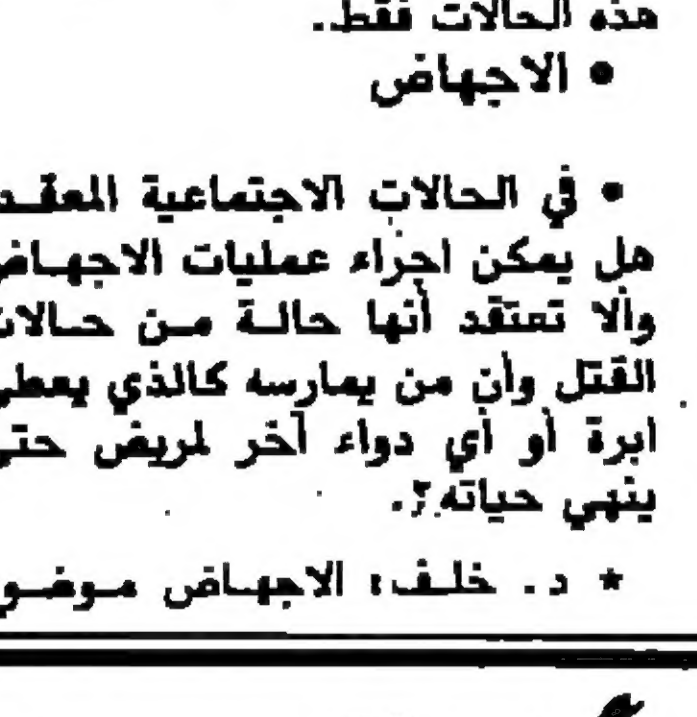 هذه الحالات فقط..
• الاجهاض
• في الحالات الاجتماعية المعقد
هل يمكن اجراء عمليات الاجهاض
وألا تعتقد أنها حالة من حالات
القتل وأن من يمارسه كالذي يعطي
ابرة أو أي دواء آخر لمريض حتى
ينهي حياته؟.
* د. خلف: الاجهاض موضو